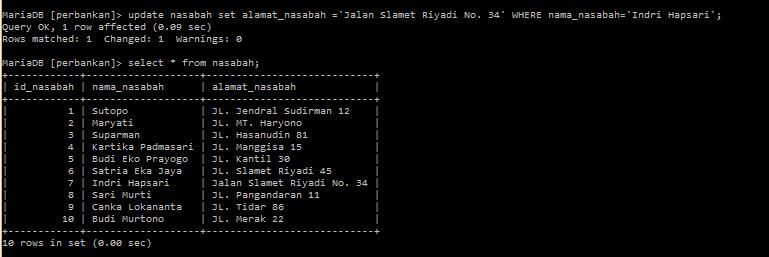 MariaDB [perbankan]> update nasabah set alamat_nasabah ='Jalan Slamet Riyadi No. 34' WHERE nama_nasabah='Indri Hapsari';
Query OK, 1 row affected (0.09 sec)
Rows matched: 1  Changed: 1  Warnings: 0

MariaDB [perbankan]> select * from nasabah;
+------------+-------------------+----------------------------+
| id_nasabah | nama_nasabah      | alamat_nasabah             |
+------------+-------------------+----------------------------+
|          1 | Sutopo            | JL. Jendral Sudirman 12    |
|          2 | Maryati           | JL. MT. Haryono            |
|          3 | Suparman          | JL. Hasanudin 81           |
|          4 | Kartika Padmasari | JL. Manggisa 15            |
|          5 | Budi Eko Prayogo  | JL. Kantil 30              |
|          6 | Satria Eka Jaya   | JL. Slamet Riyadi 45       |
|          7 | Indri Hapsari     | Jalan Slamet Riyadi No. 34 |
|          8 | Sari Murti        | JL. Pangandaran 11         |
|          9 | Canka Lokananta   | JL. Tidar 86               |
|         10 | Budi Murtono      | JL. Merak 22               |
+------------+-------------------+----------------------------+
10 rows in set (0.00 sec)